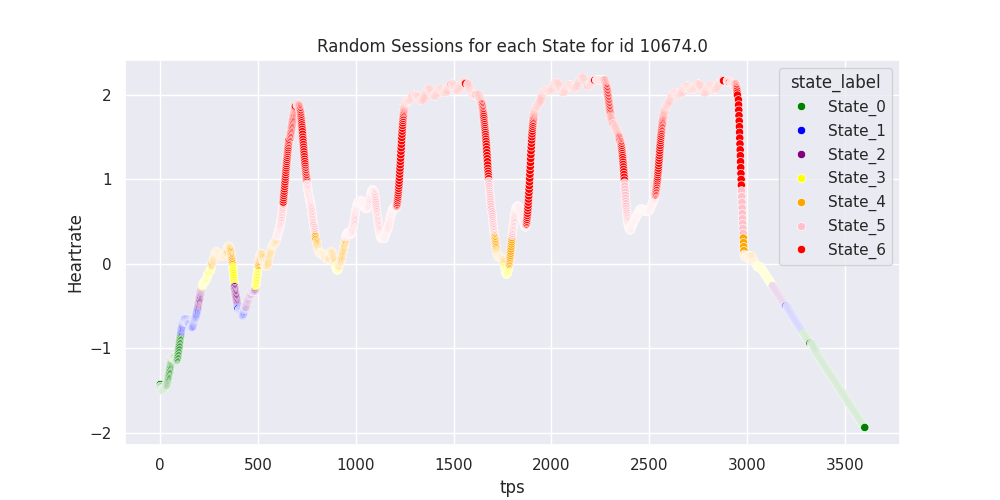 Random Sessions for each State for id 10674.0
state_label
State_0
State_1
State_2
State_3
State_4
State_5
State_6
Heartrate
2
1
0
−1
−2
0
500
1000
1500
2000
2500
3000
3500
tps